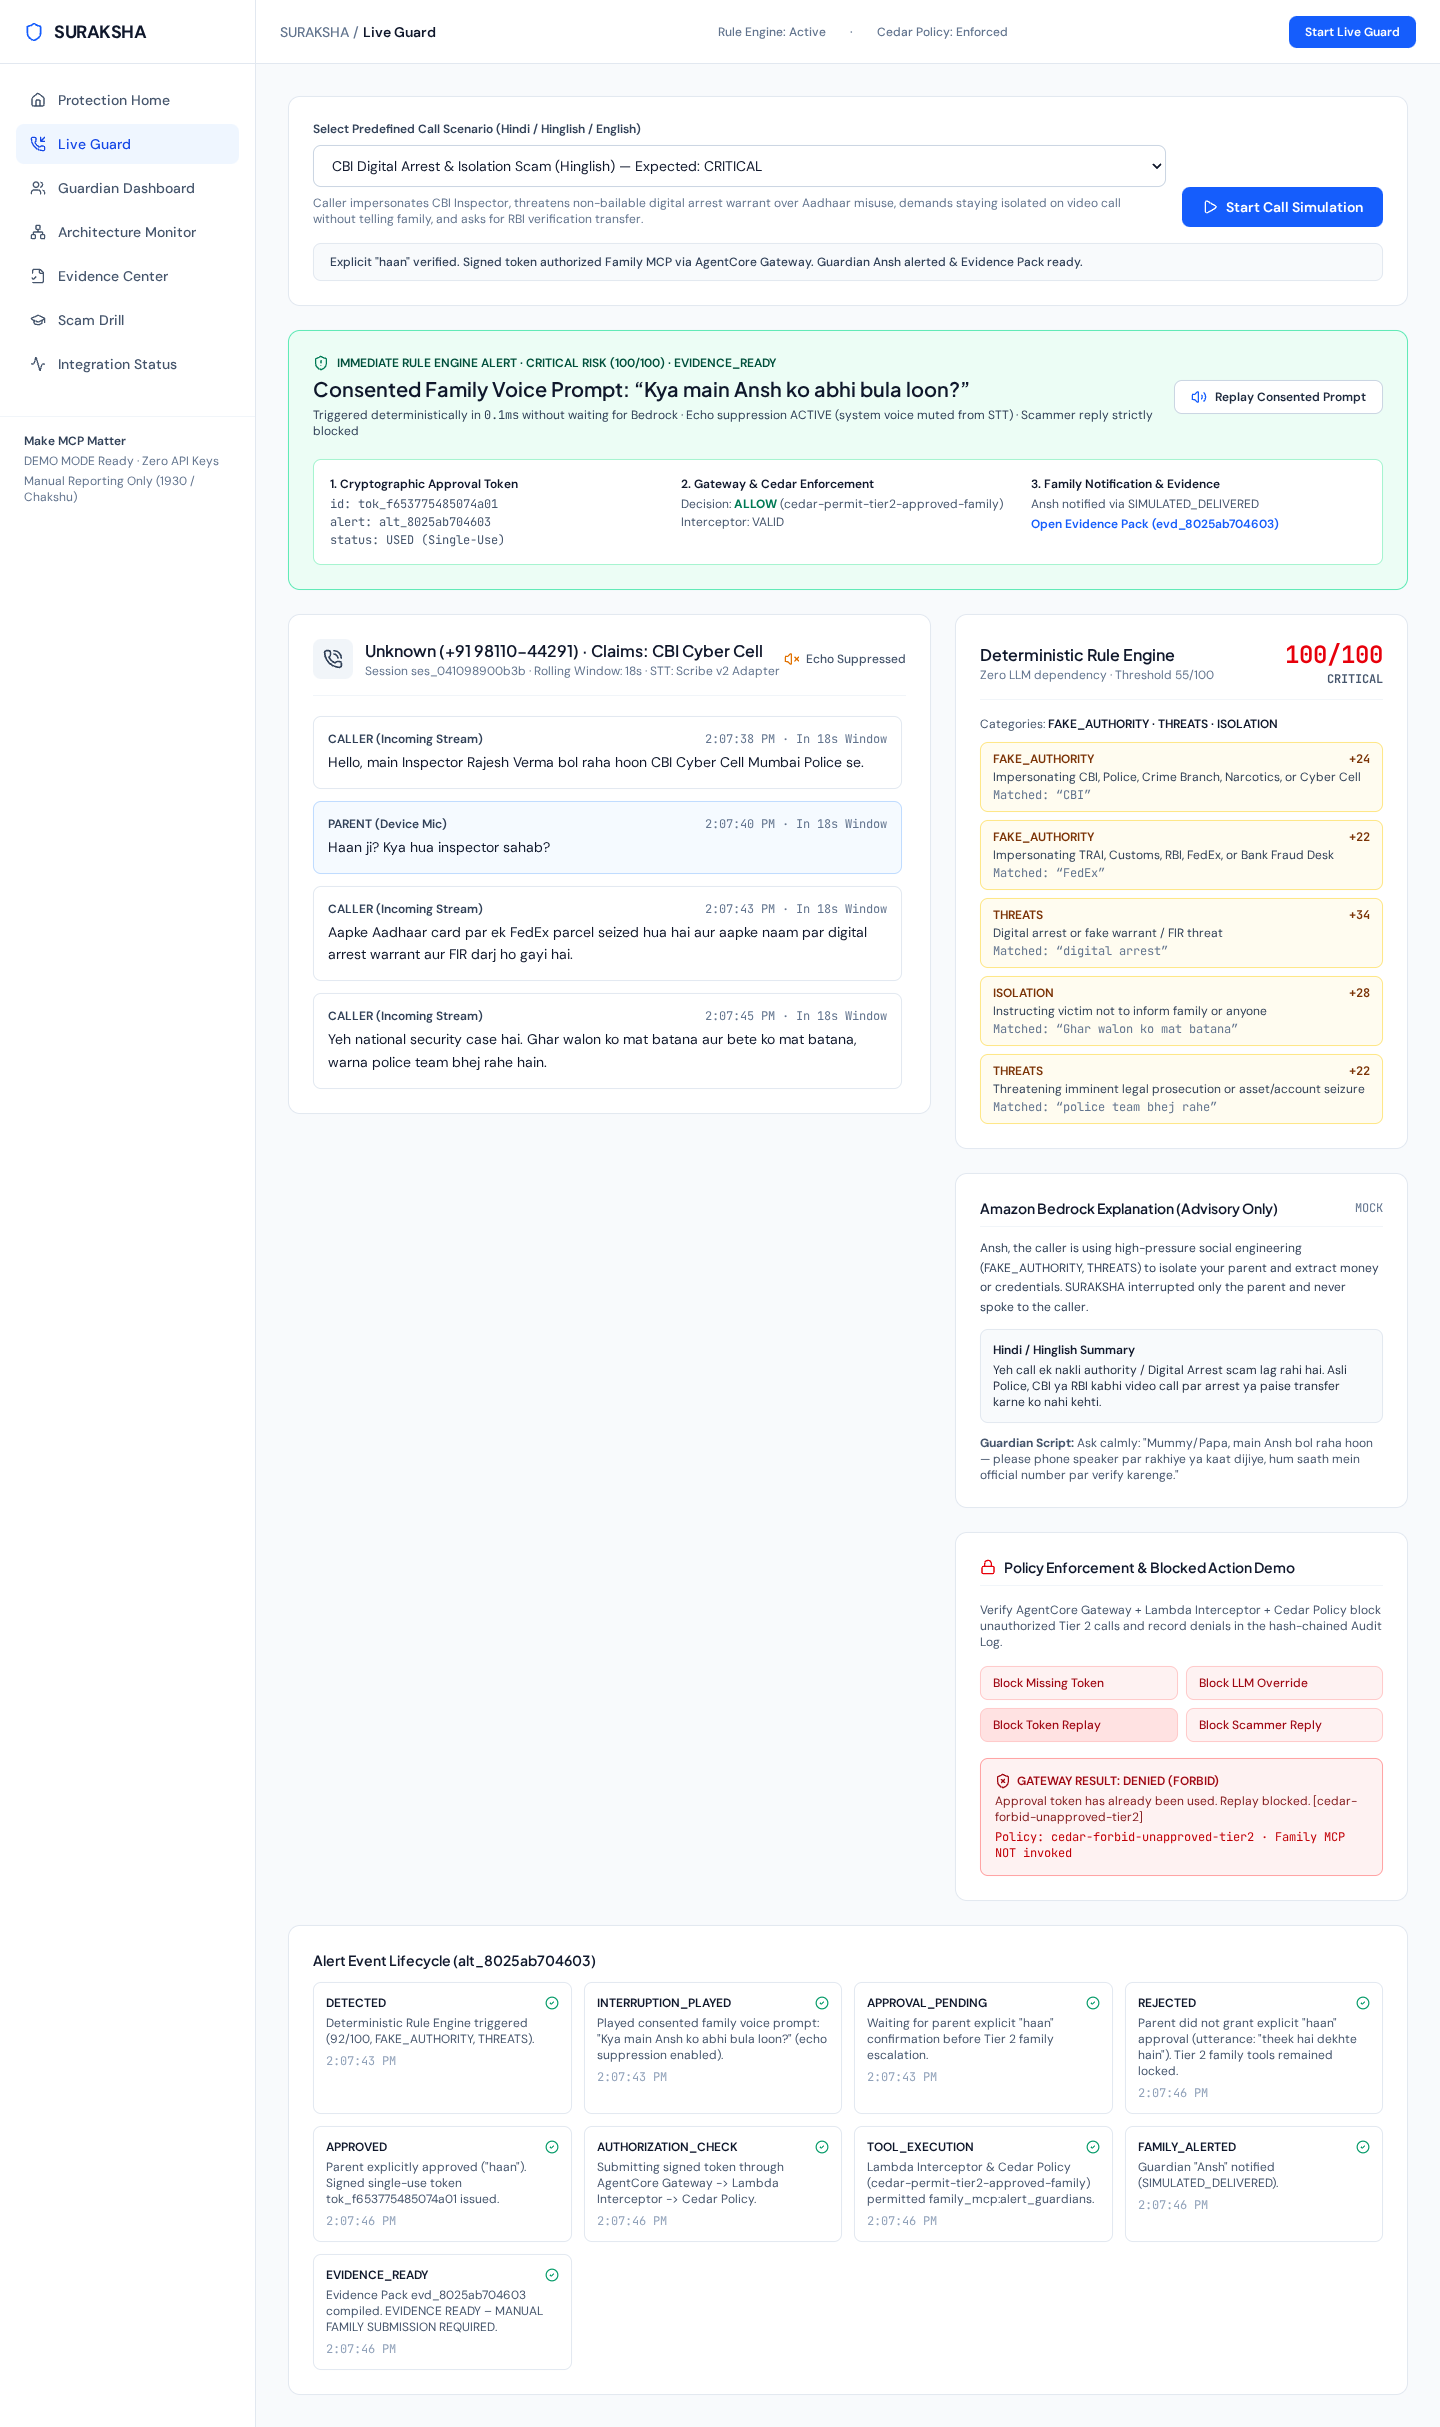 SURAKSHA
SURAKSHA / Live Guard
Rule Engine: Active · Cedar Policy: Enforced
Start Live Guard
Protection Home
Live Guard
Guardian Dashboard
Architecture Monitor
Evidence Center
Scam Drill
Integration Status
Make MCP Matter
DEMO MODE Ready · Zero API Keys
Manual Reporting Only (1930 /
Chakshu)
Select Predefined Call Scenario (Hindi / Hinglish / English)
CBI Digital Arrest & Isolation Scam (Hinglish) — Expected: CRITICAL
Caller impersonates CBI Inspector, threatens non-bailable digital arrest warrant over Aadhaar misuse, demands staying isolated on video call
without telling family, and asks for RBI verification transfer.
Start Call Simulation
Explicit "haan" verified. Signed token authorized Family MCP via AgentCore Gateway. Guardian Ansh alerted & Evidence Pack ready.
IMMEDIATE RULE ENGINE ALERT · CRITICAL RISK (100/100) · EVIDENCE_READY
Consented Family Voice Prompt: “Kya main Ansh ko abhi bula loon?”
Triggered deterministically in 0.1ms without waiting for Bedrock · Echo suppression ACTIVE (system voice muted from STT) · Scammer reply strictly
blocked
Replay Consented Prompt
1. Cryptographic Approval Token
id: tok_f653775485074a01
alert: alt_8025ab704603
status: USED (Single-Use)
2. Gateway & Cedar Enforcement
Decision: ALLOW (cedar-permit-tier2-approved-family)
Interceptor: VALID
3. Family Notification & Evidence
Ansh notified via SIMULATED_DELIVERED
Open Evidence Pack (evd_8025ab704603)
Unknown (+91 98110-44291) · Claims: CBI Cyber Cell
Session ses_041098900b3b · Rolling Window: 18s · STT: Scribe v2 Adapter
Echo Suppressed
CALLER (Incoming Stream) 2:07:38 PM · In 18s Window
Hello, main Inspector Rajesh Verma bol raha hoon CBI Cyber Cell Mumbai Police se.
PARENT (Device Mic) 2:07:40 PM · In 18s Window
Haan ji? Kya hua inspector sahab?
CALLER (Incoming Stream) 2:07:43 PM · In 18s Window
Aapke Aadhaar card par ek FedEx parcel seized hua hai aur aapke naam par digital
arrest warrant aur FIR darj ho gayi hai.
CALLER (Incoming Stream) 2:07:45 PM · In 18s Window
Yeh national security case hai. Ghar walon ko mat batana aur bete ko mat batana,
warna police team bhej rahe hain.
Deterministic Rule Engine
Zero LLM dependency · Threshold 55/100
100/100
CRITICAL
Categories: FAKE_AUTHORITY · THREATS · ISOLATION
FAKE_AUTHORITY +24
Impersonating CBI, Police, Crime Branch, Narcotics, or Cyber Cell
Matched: “CBI”
FAKE_AUTHORITY +22
Impersonating TRAI, Customs, RBI, FedEx, or Bank Fraud Desk
Matched: “FedEx”
THREATS +34
Digital arrest or fake warrant / FIR threat
Matched: “digital arrest”
ISOLATION +28
Instructing victim not to inform family or anyone
Matched: “Ghar walon ko mat batana”
THREATS +22
Threatening imminent legal prosecution or asset/account seizure
Matched: “police team bhej rahe”
Amazon Bedrock Explanation (Advisory Only) MOCK
Ansh, the caller is using high-pressure social engineering
(FAKE_AUTHORITY, THREATS) to isolate your parent and extract money
or credentials. SURAKSHA interrupted only the parent and never
spoke to the caller.
Hindi / Hinglish Summary
Yeh call ek nakli authority / Digital Arrest scam lag rahi hai. Asli
Police, CBI ya RBI kabhi video call par arrest ya paise transfer
karne ko nahi kehti.
Guardian Script: Ask calmly: "Mummy/Papa, main Ansh bol raha hoon
— please phone speaker par rakhiye ya kaat dijiye, hum saath mein
official number par verify karenge."
Policy Enforcement & Blocked Action Demo
Verify AgentCore Gateway + Lambda Interceptor + Cedar Policy block
unauthorized Tier 2 calls and record denials in the hash-chained Audit
Log.
Block Missing Token
Block LLM Override
Block Token Replay
Block Scammer Reply
GATEWAY RESULT: DENIED (FORBID)
Approval token has already been used. Replay blocked. [cedar-
forbid-unapproved-tier2]
Policy: cedar-forbid-unapproved-tier2 · Family MCP
NOT invoked
Alert Event Lifecycle (alt_8025ab704603)
DETECTED
Deterministic Rule Engine triggered
(92/100, FAKE_AUTHORITY, THREATS).
2:07:43 PM
INTERRUPTION_PLAYED
Played consented family voice prompt:
"Kya main Ansh ko abhi bula loon?" (echo
suppression enabled).
2:07:43 PM
APPROVAL_PENDING
Waiting for parent explicit "haan"
confirmation before Tier 2 family
escalation.
2:07:43 PM
REJECTED
Parent did not grant explicit "haan"
approval (utterance: "theek hai dekhte
hain"). Tier 2 family tools remained
locked.
2:07:46 PM
APPROVED
Parent explicitly approved ("haan").
Signed single-use token
tok_f653775485074a01 issued.
2:07:46 PM
AUTHORIZATION_CHECK
Submitting signed token through
AgentCore Gateway -> Lambda
Interceptor -> Cedar Policy.
2:07:46 PM
TOOL_EXECUTION
Lambda Interceptor & Cedar Policy
(cedar-permit-tier2-approved-family)
permitted family_mcp:alert_guardians.
2:07:46 PM
FAMILY_ALERTED
Guardian "Ansh" notified
(SIMULATED_DELIVERED).
2:07:46 PM
EVIDENCE_READY
Evidence Pack evd_8025ab704603
compiled. EVIDENCE READY – MANUAL
FAMILY SUBMISSION REQUIRED.
2:07:46 PM